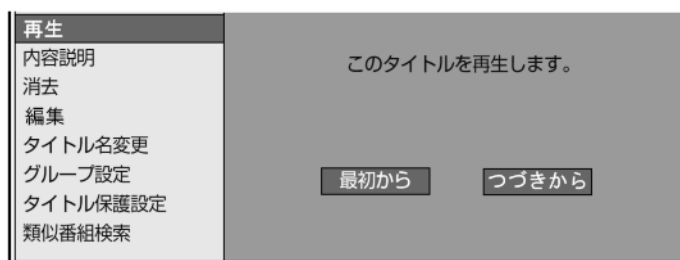 再生
内容説明
消去
編集
タイトル名変更
グループ設定
タイトル保護設定
類似番組検索
このタイトルを再生します。
最初から
つづきから